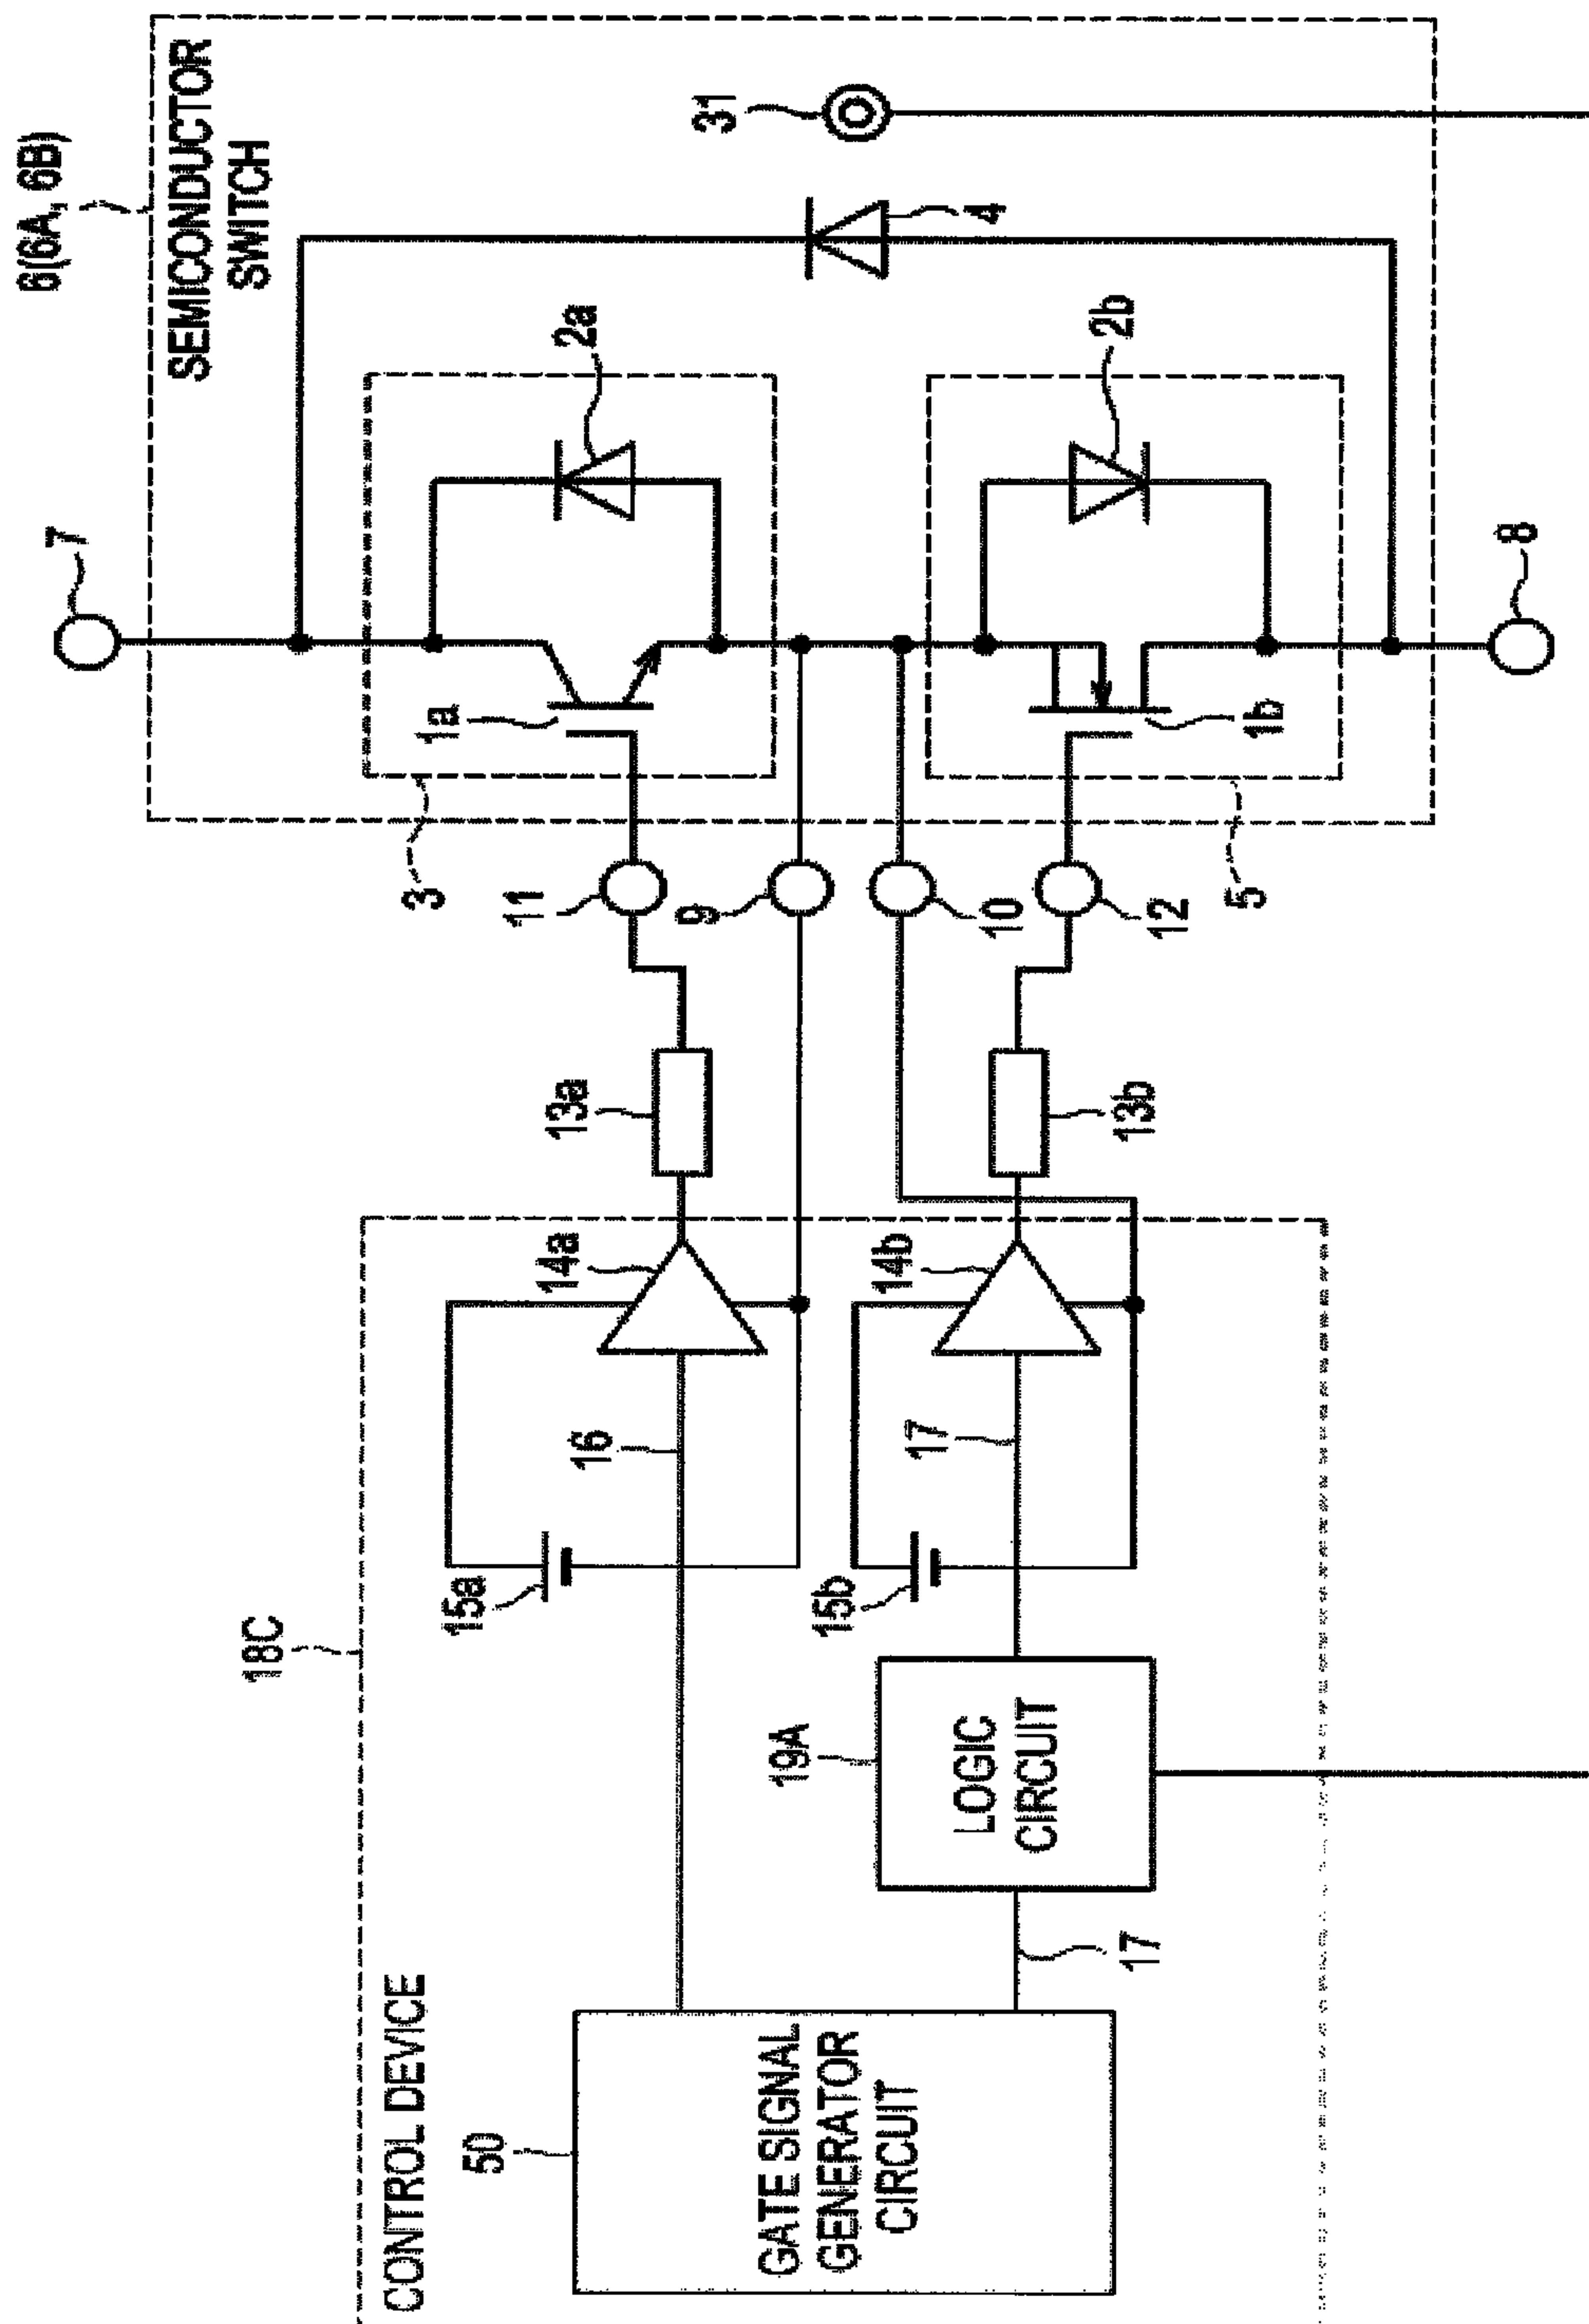 6(6A, 6B)
SEMICONDUCTOR
SWITCH
31
4
2a
2b
7
8
1a
1b
3
5
11
9
10
12
13a
13b
14a
14b
16
17
15a
15b
18C
19A
LOGIC
CIRCUIT
17
CONTROL DEVICE
50
GATE SIGNAL
GENERATOR
CIRCUIT